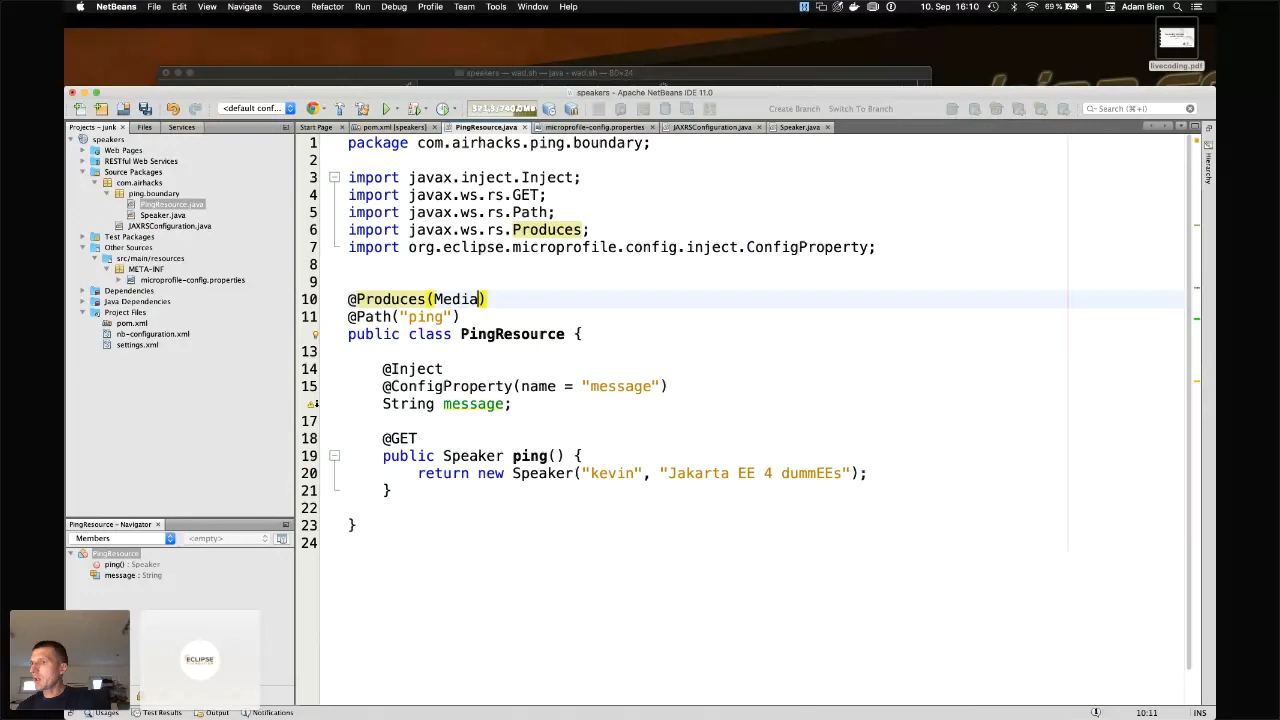 NetBeans File Edit View Navigate Source Refactor Run Debug Profile Team Tools Window Help 10. Sep 16:10 69 % Adam Bien
livecoding.pdf
speakers — wad.sh — java • wad.sh — 80×24
speakers - Apache NetBeans IDE 11.0
<default conf... Create Branch Switch To Branch Search (⌘+I)
Projects - junk Files Services
Start Page pom.xml [speakers] PingResource.java microprofile-config.properties JAXRSConfiguration.java Speaker.java
speakers
Web Pages
RESTful Web Services
Source Packages
com.airhacks
ping.boundary
PingResource.java
Speaker.java
JAXRSConfiguration.java
Test Packages
Other Sources
src/main/resources
META-INF
microprofile-config.properties
Dependencies
Java Dependencies
Project Files
pom.xml
nb-configuration.xml
settings.xml
1 package com.airhacks.ping.boundary;
2
3 import javax.inject.Inject;
4 import javax.ws.rs.GET;
5 import javax.ws.rs.Path;
6 import javax.ws.rs.Produces;
7 import org.eclipse.microprofile.config.inject.ConfigProperty;
8
9
10 @Produces(Media)
11 @Path("ping")
public class PingResource {
13
14 @Inject
15 @ConfigProperty(name = "message")
String message;
17
18 @GET
19 public Speaker ping() {
20 return new Speaker("kevin", "Jakarta EE 4 dummEEs");
21 }
22
23 }
24
Hierarchy
PingResource - Navigator
Members <empty>
PingResource
ping() : Speaker
message : String
ECLIPSE
Usages Test Results Output Notifications 10:11 INS